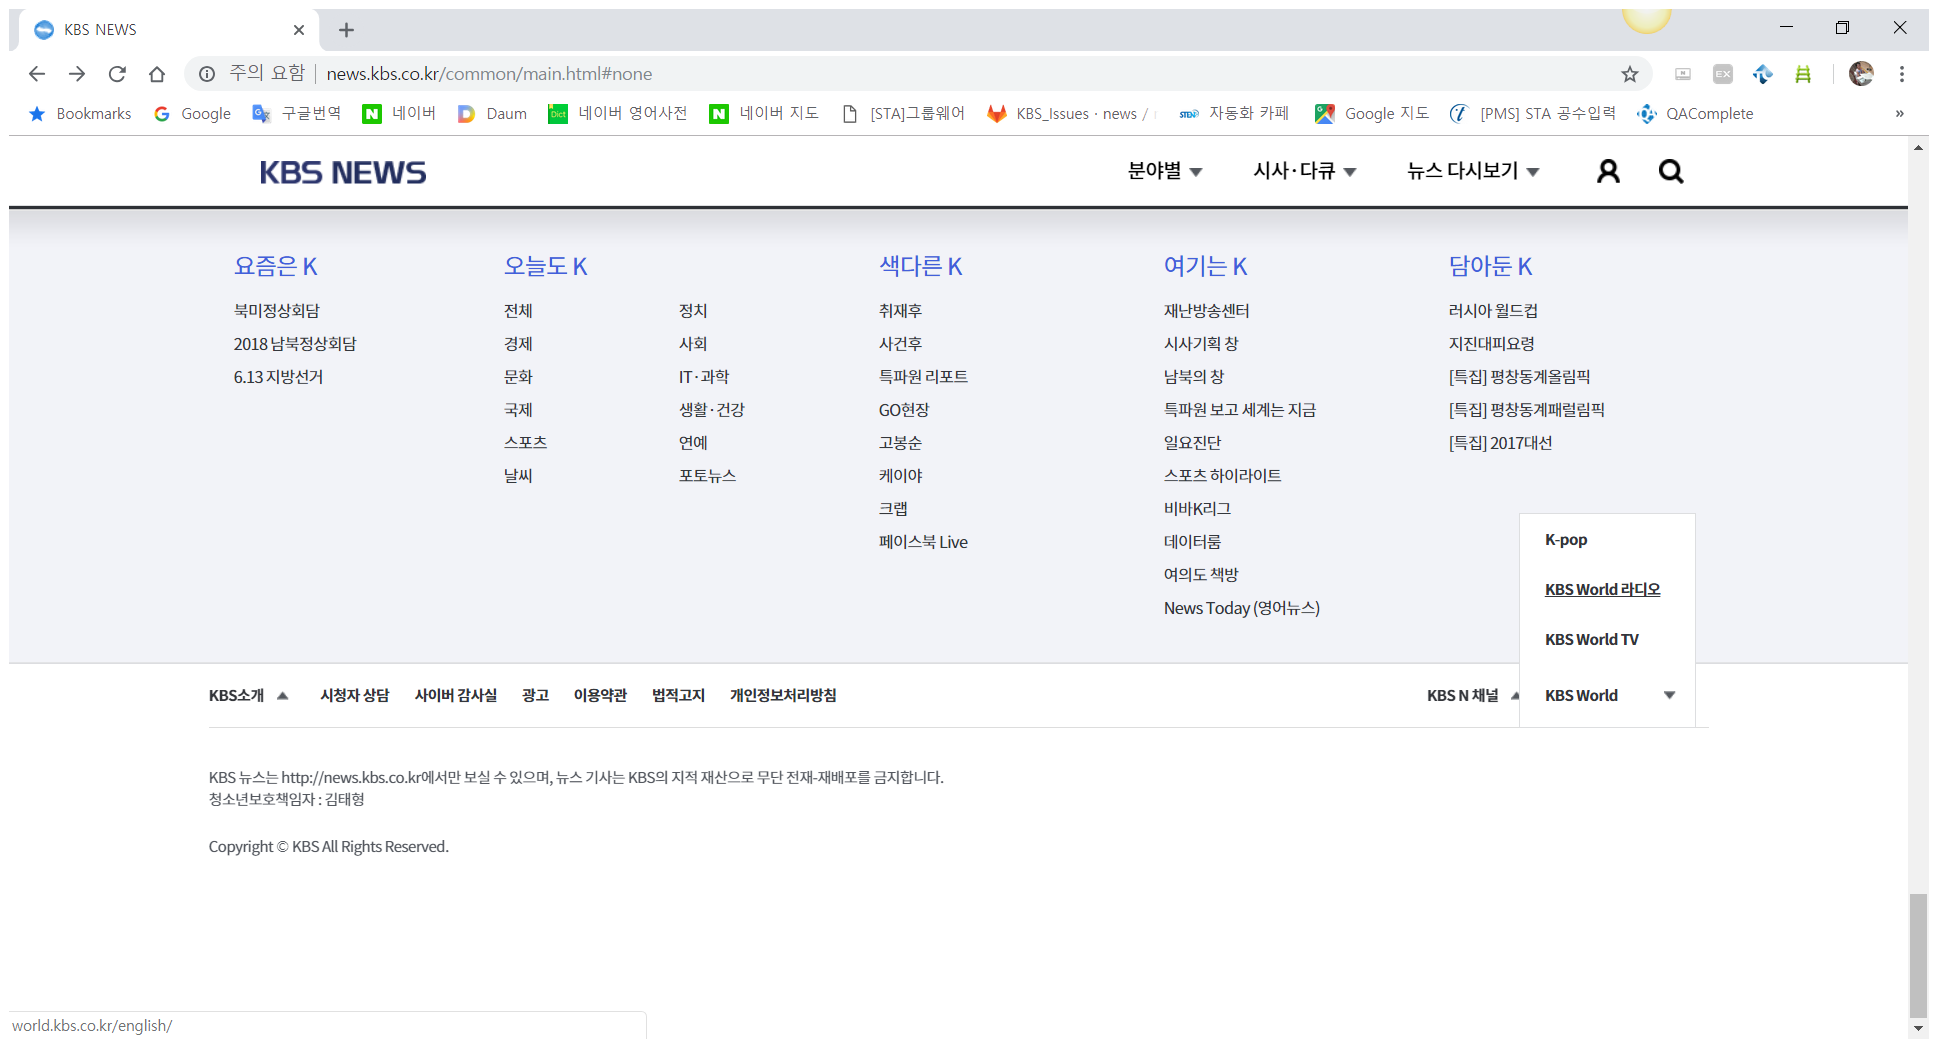 KBS NEWS
주의 요함 news.kbs.co.kr/common/main.html#none
Bookmarks Google 구글번역 네이버 Daum 네이버 영어사전 네이버 지도 [STA]그룹웨어 KBS_Issues · news / 자동화 카페 Google 지도 [PMS] STA 공수입력 QAComplete »
KBS NEWS 분야별 시사·다큐 뉴스 다시보기
요즘은 K
북미정상회담
2018 남북정상회담
6.13 지방선거
오늘도 K
전체 정치
경제 사회
문화 IT·과학
국제 생활·건강
스포츠 연예
날씨 포토뉴스
색다른 K
취재후
사건후
특파원 리포트
GO현장
고봉순
케이야
크랩
페이스북 Live
여기는 K
재난방송센터
시사기획 창
남북의 창
특파원 보고 세계는 지금
일요진단
스포츠 하이라이트
비바K리그
데이터룸
여의도 책방
News Today (영어뉴스)
담아둔 K
러시아 월드컵
지진대피요령
[특집] 평창동계올림픽
[특집] 평창동계패럴림픽
[특집] 2017대선
K-pop
KBS World 라디오
KBS World TV
KBS소개 시청자 상담 사이버 감사실 광고 이용약관 법적고지 개인정보처리방침 KBS N 채널 KBS World
KBS 뉴스는 http://news.kbs.co.kr에서만 보실 수 있으며, 뉴스 기사는 KBS의 지적 재산으로 무단 전재-재배포를 금지합니다.
청소년보호책임자 : 김태형
Copyright © KBS All Rights Reserved.
world.kbs.co.kr/english/